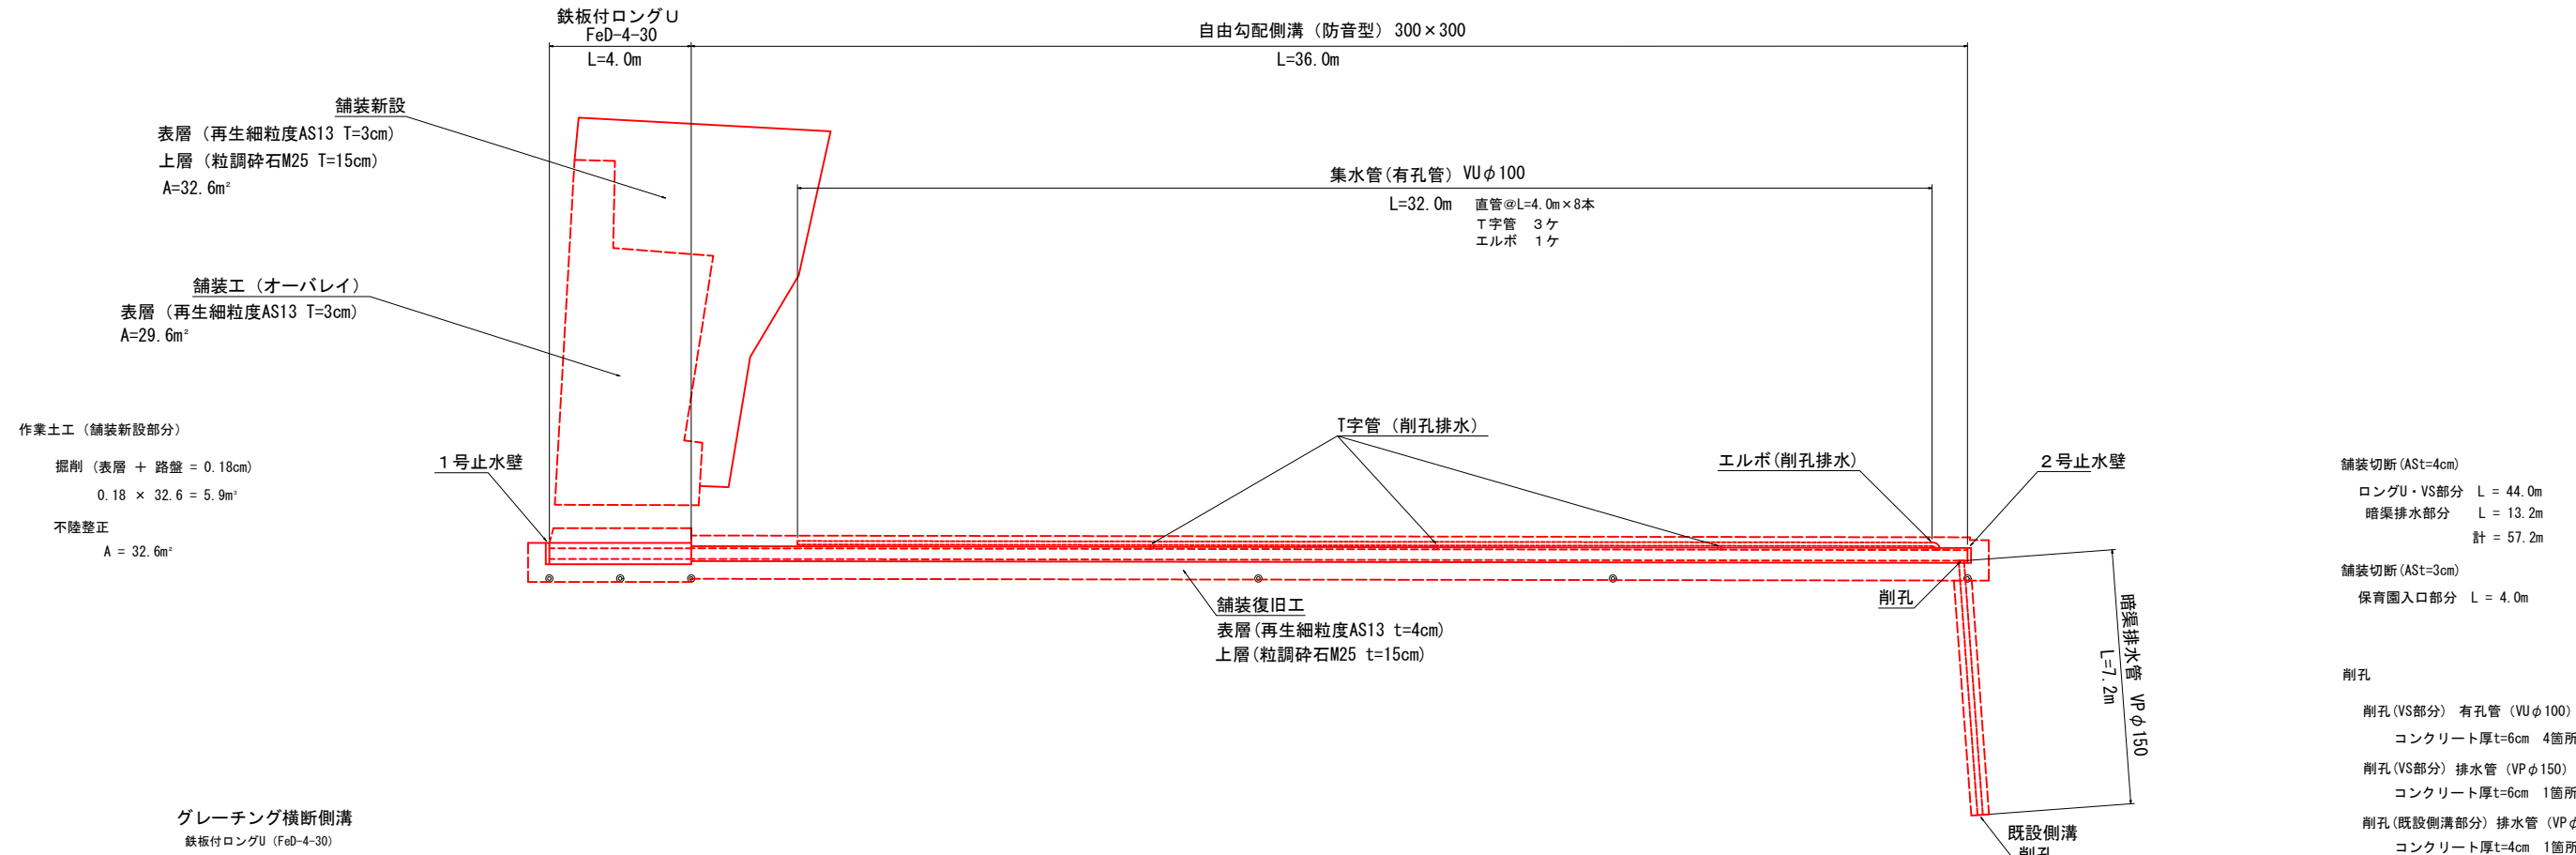 鉄板付ロングU
FeD-4-30
L=4.0m
自由勾配側溝（防音型）300×300
L=36.0m
舗装新設
表層（再生細粒度AS13 T=3cm）
上層（粒調砕石M25 T=15cm）
A=32.6m²
集水管(有孔管) VUφ100
L=32.0m 直管@L=4.0m×8本
T字管 3ケ
エルボ 1ケ
舗装工（オーバレイ）
表層（再生細粒度AS13 T=3cm）
A=29.6m²
作業土工（舗装新設部分）
掘削（表層 ＋ 路盤 = 0.18cm）
0.18 × 32.6 = 5.9m³
不陸整正
A = 32.6m²
1号止水壁
T字管（削孔排水）
エルボ(削孔排水)
2号止水壁
削孔
舗装復旧工
表層(再生細粒度AS13 t=4cm)
上層(粒調砕石M25 t=15cm)
暗渠排水管 VPφ150
L=7.2m
既設側溝
削孔
舗装切断(ASt=4cm)
ロングU・VS部分 L = 44.0m
暗渠排水部分 L = 13.2m
計 = 57.2m
舗装切断(ASt=3cm)
保育園入口部分 L = 4.0m
削孔
削孔(VS部分) 有孔管（VUφ100）
コンクリート厚t=6cm 4箇所
削孔(VS部分) 排水管（VPφ150）
コンクリート厚t=6cm 1箇所
削孔(既設側溝部分) 排水管（VPφ
コンクリート厚t=4cm 1箇所
グレーチング横断側溝
鉄板付ロングU（FeD-4-30）